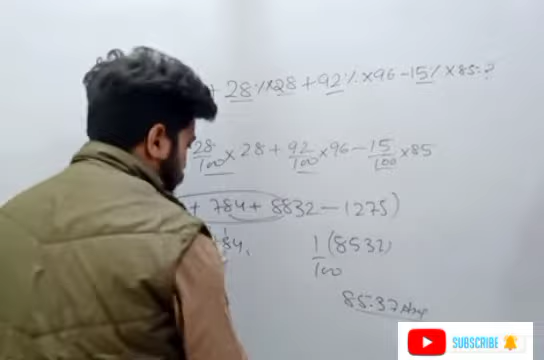 + 28% × 28 + 92% × 96 - 15% × 85 = ?
28/100 × 28 + 92/100 × 96 - 15/100 × 85
+ 784 + 8832 - 1275)
84,
1/100 (8532)
85.32 Ans
SUBSCRIBE